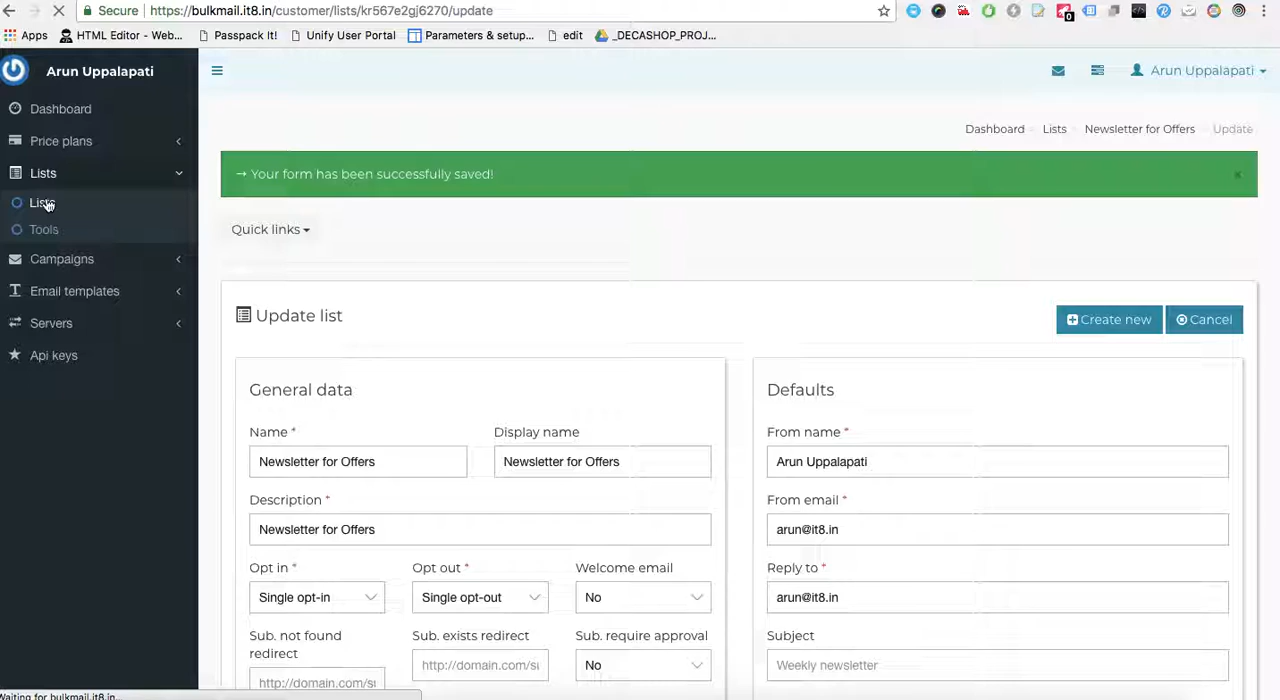 Secure
https://bulkmail.it8.in/customer/lists/kr567e2gj6270/update
Apps
HTML Editor - Web...
Passpack It!
Unify User Portal
Parameters & setup...
edit
_DECASHOP_PROJ...
Arun Uppalapati
Arun Uppalapati
Dashboard
Price plans
Lists
Lists
Tools
Campaigns
Email templates
Servers
Api keys
Dashboard Lists Newsletter for Offers Update
→ Your form has been successfully saved!
×
Quick links
Update list
Create new
Cancel
General data
Name *
Display name
Newsletter for Offers
Newsletter for Offers
Description *
Newsletter for Offers
Opt in *
Opt out *
Welcome email
Single opt-in
Single opt-out
No
Sub. not found
redirect
Sub. exists redirect
Sub. require approval
http://domain.com/su
http://domain.com/su
No
Defaults
From name *
Arun Uppalapati
From email *
arun@it8.in
Reply to *
arun@it8.in
Subject
Weekly newsletter
Waiting for bulkmail.it8.in...